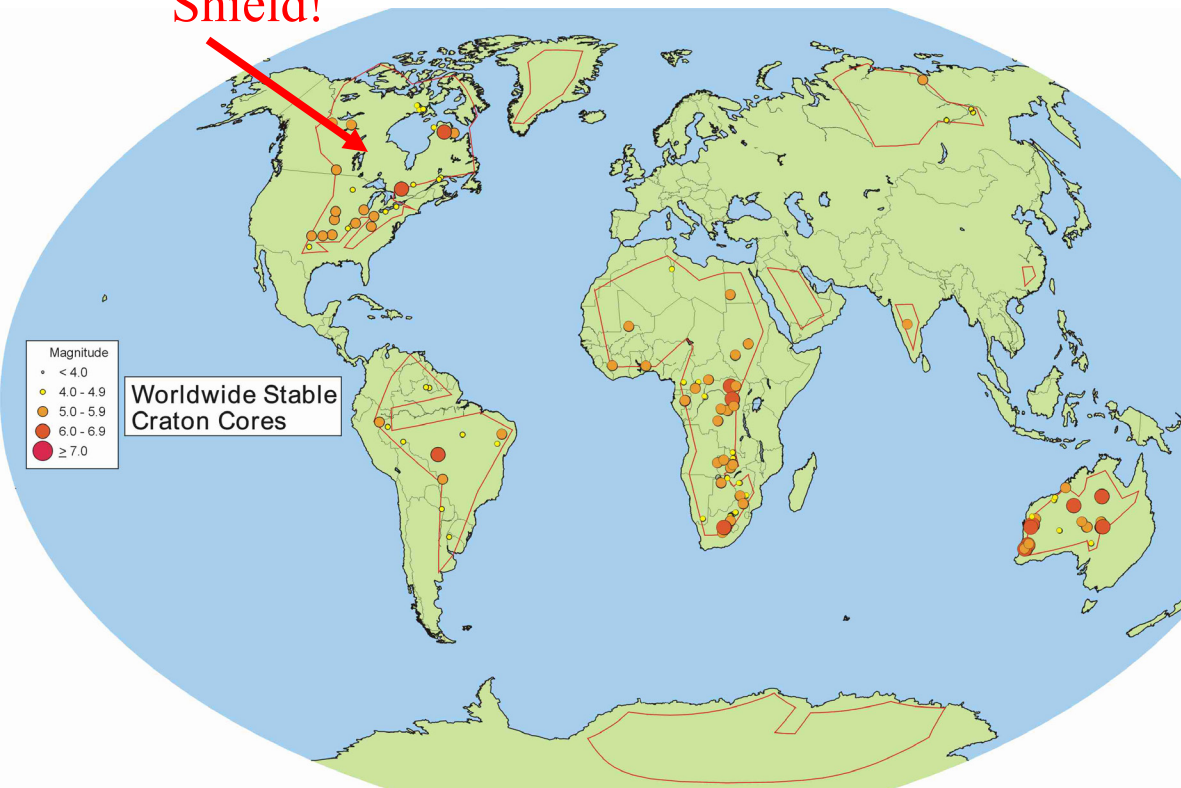 Shield!
Magnitude
< 4.0
4.0 - 4.9
5.0 - 5.9
6.0 - 6.9
≥ 7.0
Worldwide Stable
Craton Cores